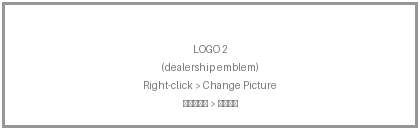 LOGO 2
(dealership emblem)
Right-click > Change Picture
>